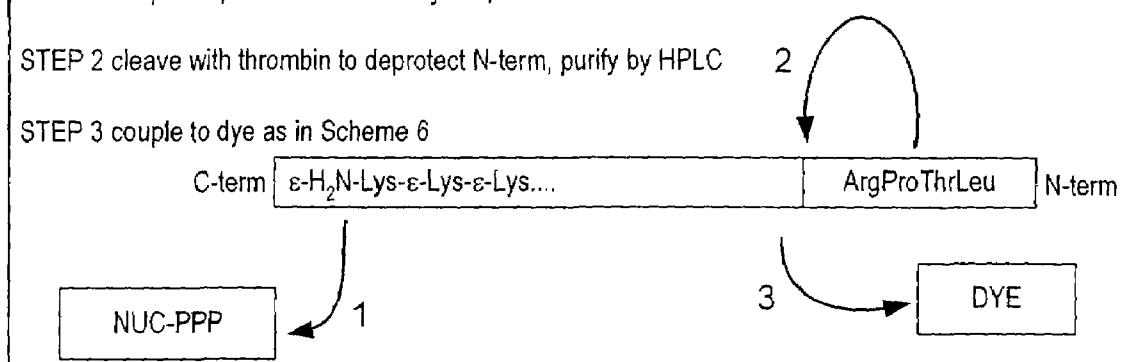 STEP 2 cleave with thrombin to deprotect N-term, purify by HPLC
2
STEP 3 couple to dye as in Scheme 6
C-term ε-H₂N-Lys-ε-Lys-ε-Lys.... ArgProThrLeu N-term
NUC-PPP 1 3 DYE